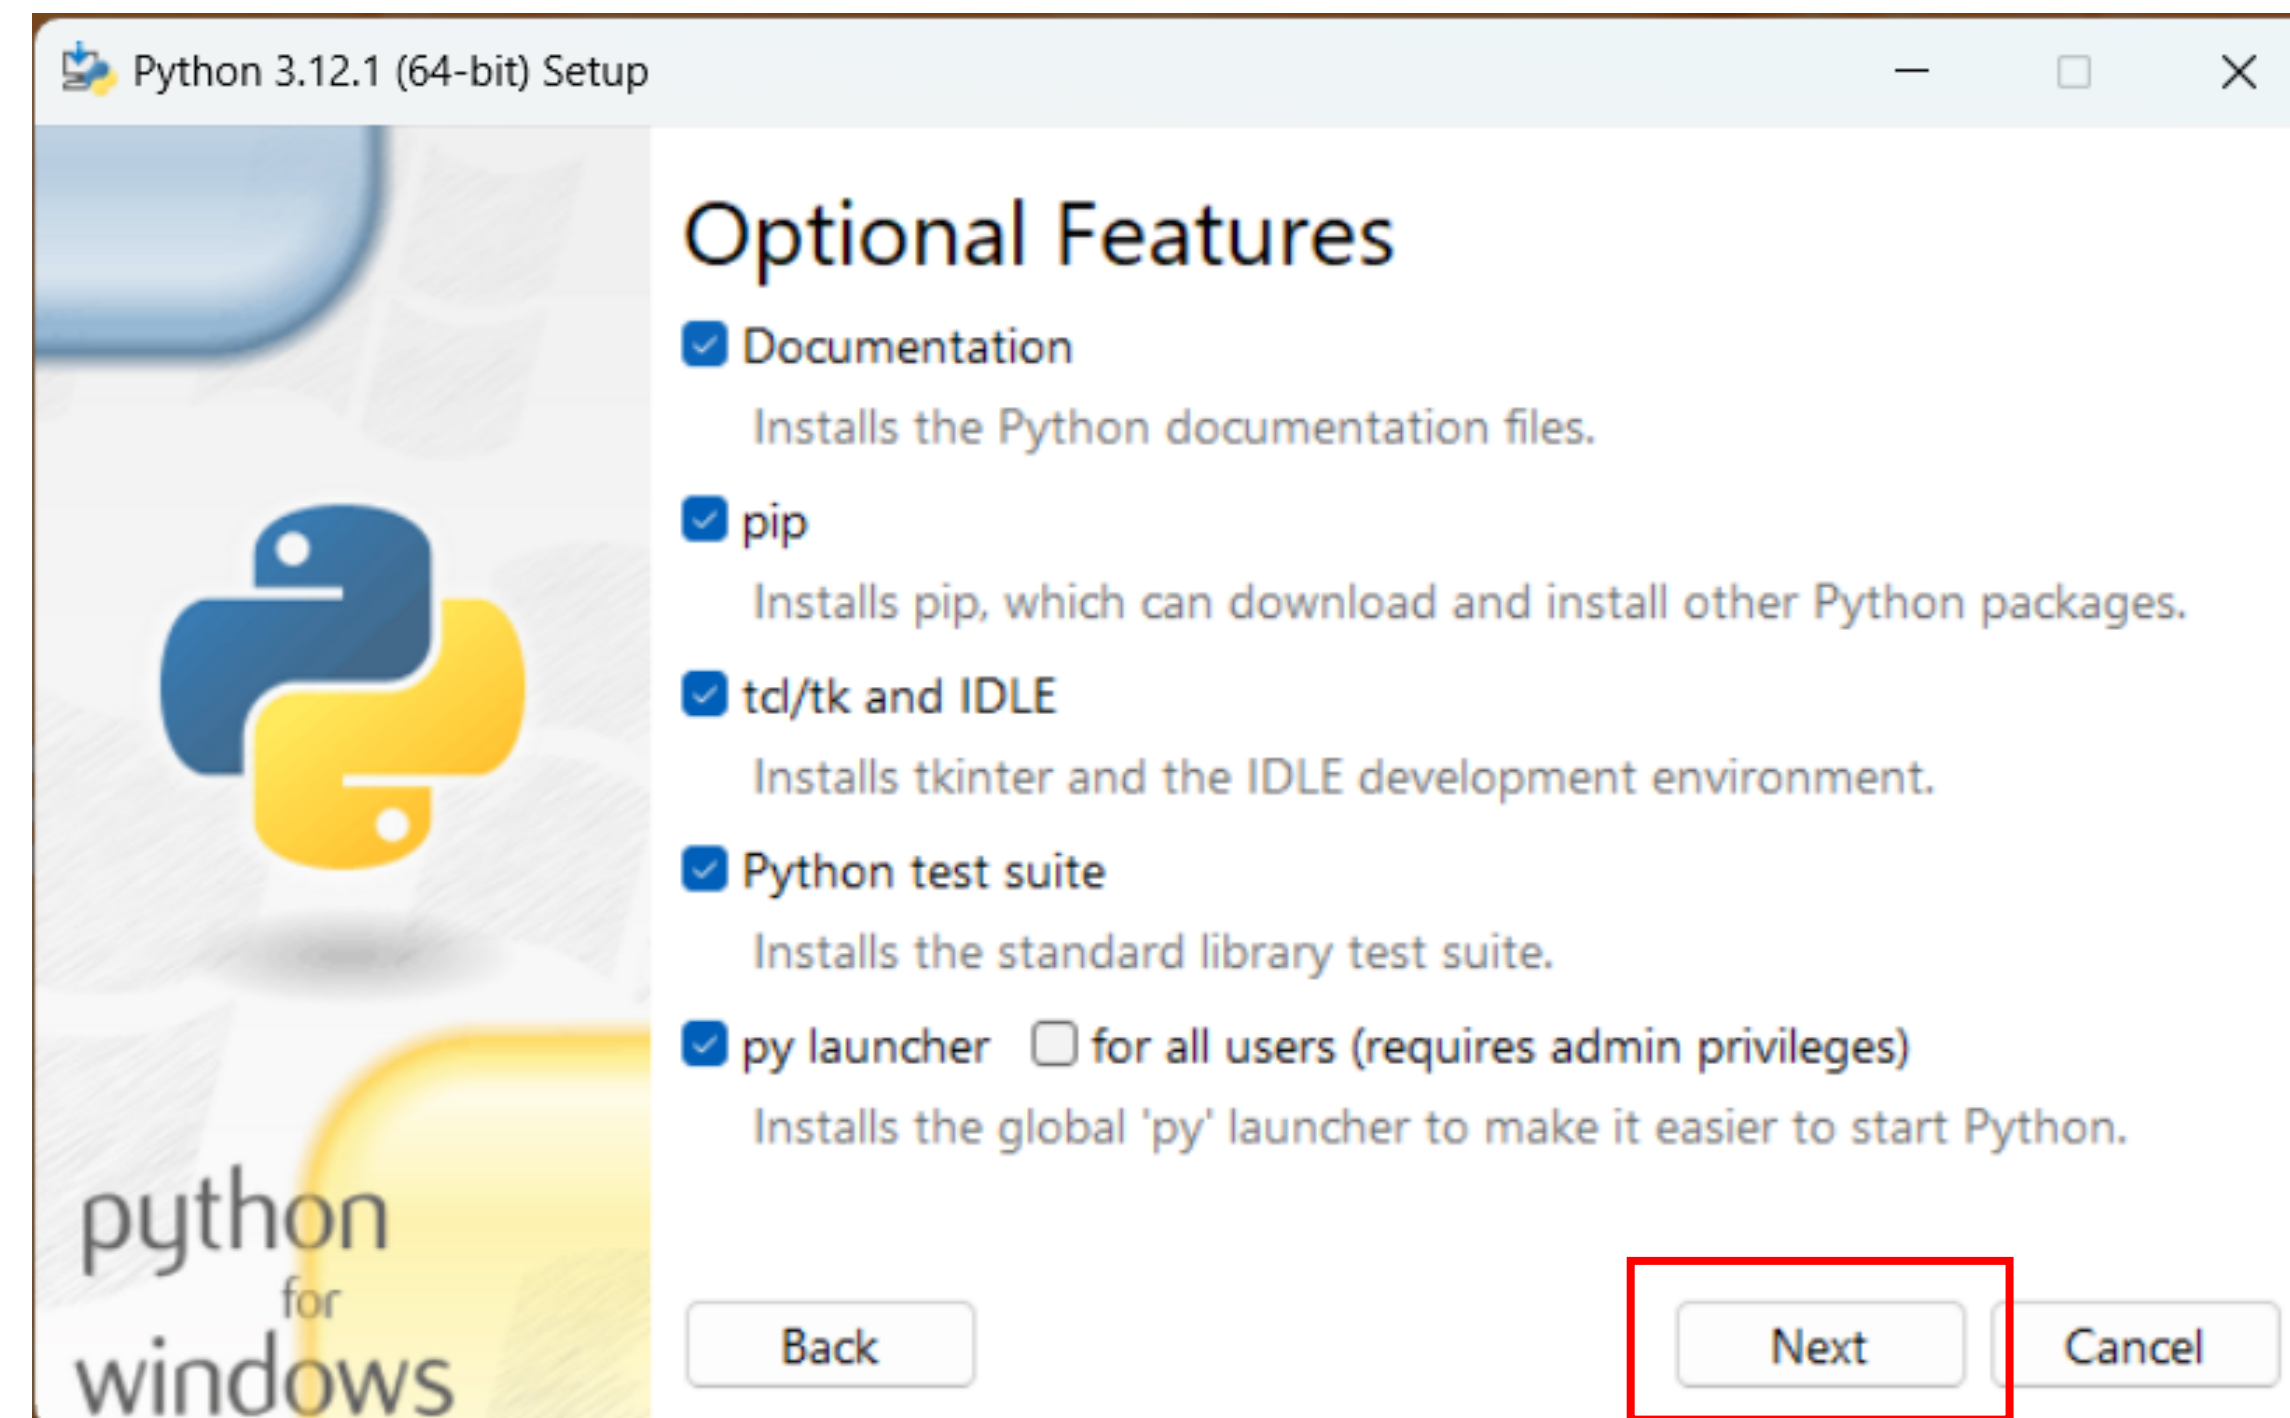 Python 3.12.1 (64-bit) Setup
Optional Features
Documentation
Installs the Python documentation files.
pip
Installs pip, which can download and install other Python packages.
tcl/tk and IDLE
Installs tkinter and the IDLE development environment.
Python test suite
Installs the standard library test suite.
py launcher for all users (requires admin privileges)
Installs the global 'py' launcher to make it easier to start Python.
python
for
windows
Back Next Cancel